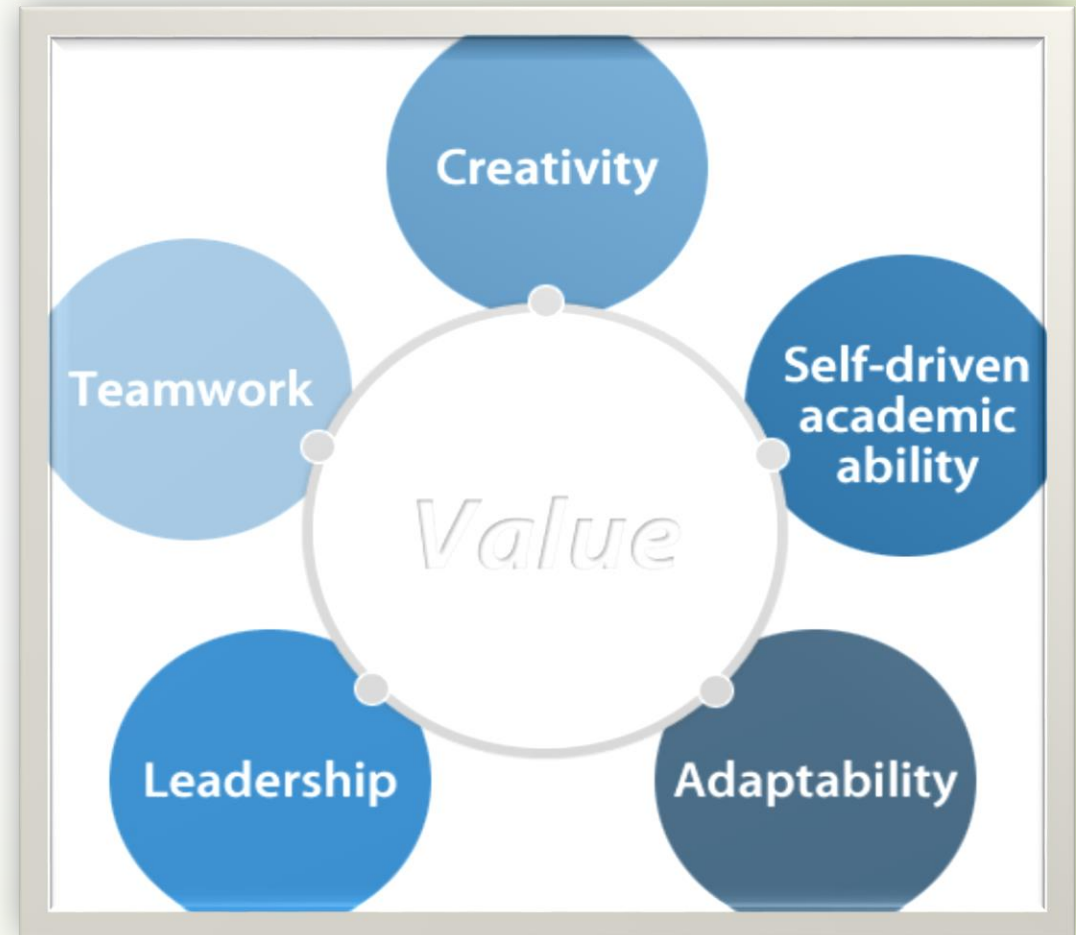 Creativity
Teamwork
Self-driven
academic
ability
Value
Leadership
Adaptability